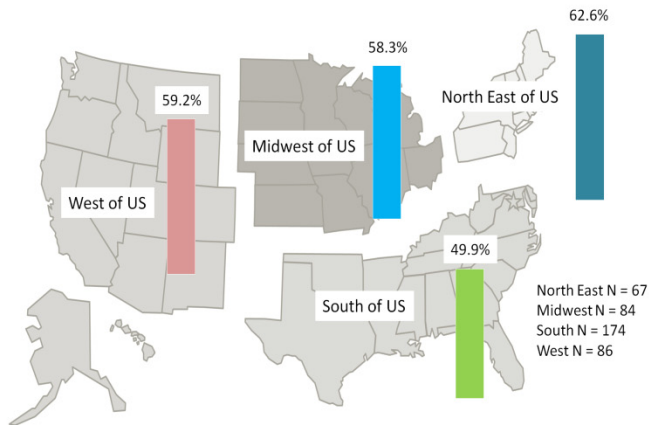 62.6%
58.3%
North East of US
59.2%
Midwest of US
West of US
49.9%
South of US
North East N = 67
Midwest N = 84
South N = 174
West N = 86